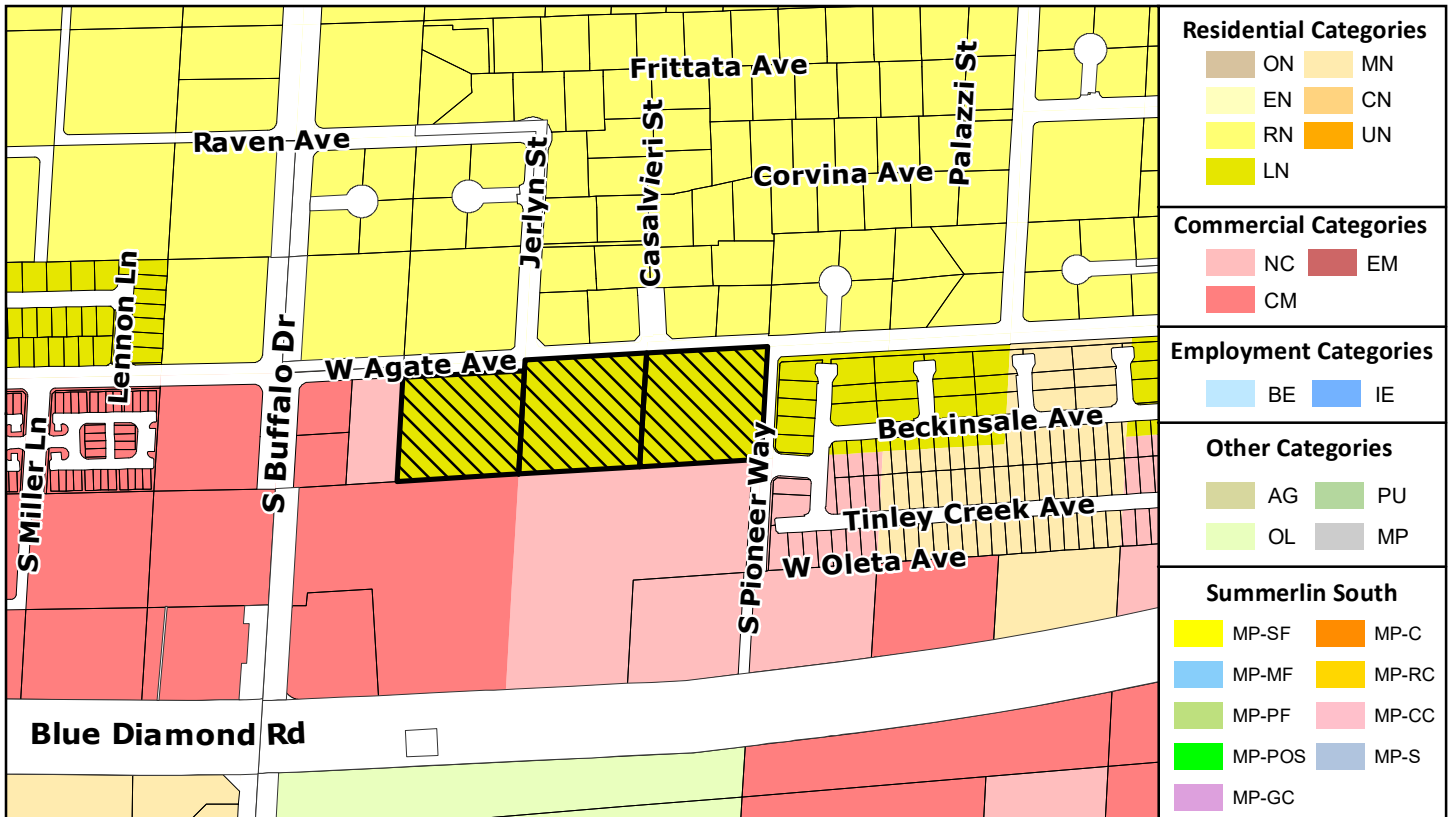 Frittata Ave
Palazzi St
Raven Ave
Jerlyn St
Casalvieri St
Corvina Ave
Lennon Ln
S Buffalo Dr
W Agate Ave
S Miller Ln
Beckinsale Ave
S Pioneer Way
Tinley Creek Ave
W Oleta Ave
Blue Diamond Rd
Residential Categories
ON MN
EN CN
RN UN
LN
Commercial Categories
NC EM
CM
Employment Categories
BE IE
Other Categories
AG PU
OL MP
Summerlin South
MP-SF MP-C
MP-MF MP-RC
MP-PF MP-CC
MP-POS MP-S
MP-GC